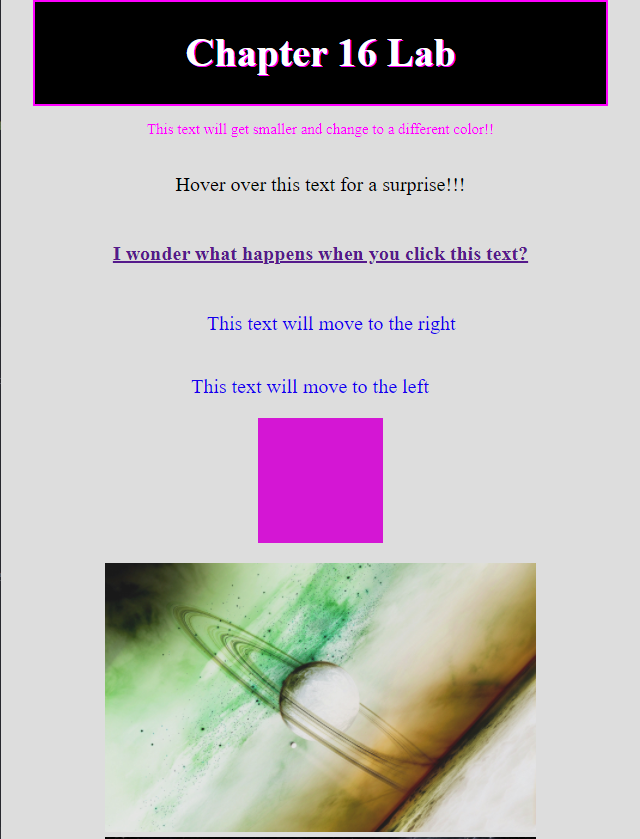 Chapter 16 Lab
This text will get smaller and change to a different color!!
Hover over this text for a surprise!!!
I wonder what happens when you click this text?
This text will move to the right
This text will move to the left